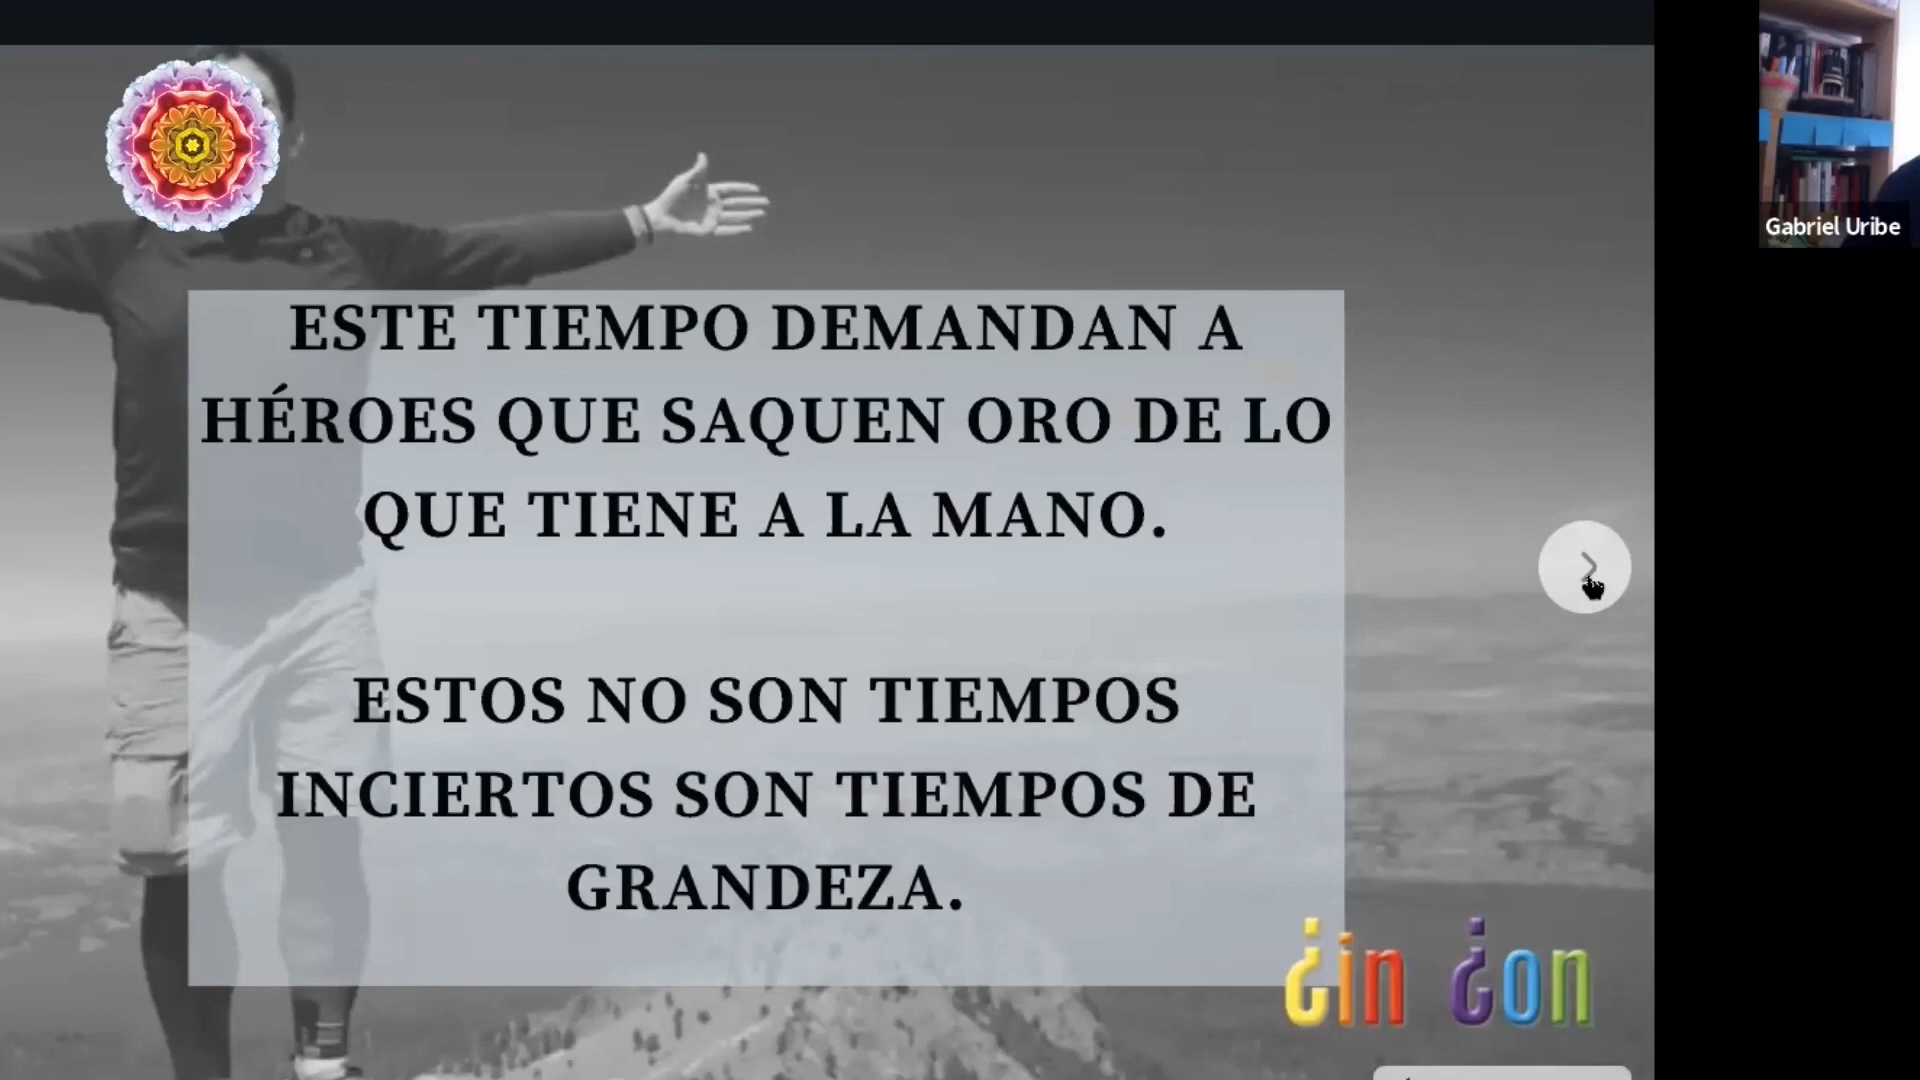 ESTE TIEMPO DEMANDAN A
HÉROES QUE SAQUEN ORO DE LO
QUE TIENE A LA MANO.
ESTOS NO SON TIEMPOS
INCIERTOS SON TIEMPOS DE
GRANDEZA.
¿in ¿on
Gabriel Uribe